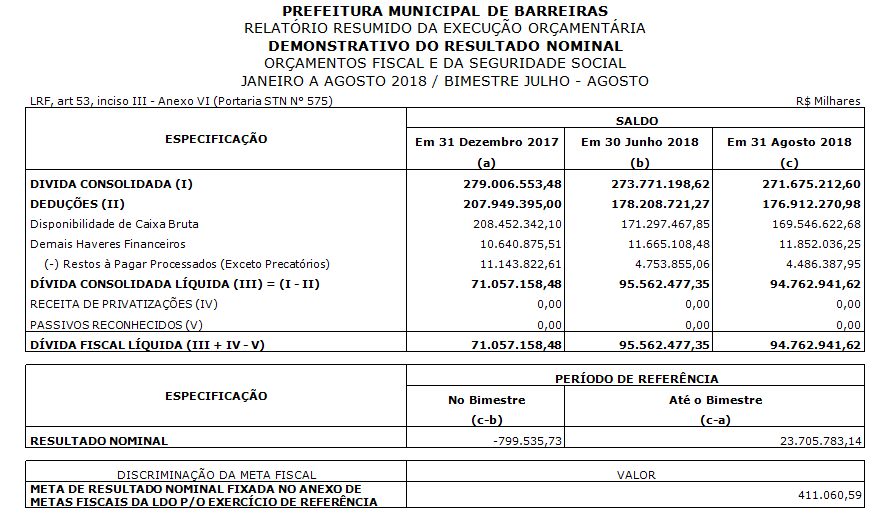 PREFEITURA MUNICIPAL DE BARREIRAS
RELATÓRIO RESUMIDO DA EXECUÇÃO ORÇAMENTÁRIA
DEMONSTRATIVO DO RESULTADO NOMINAL
ORÇAMENTOS FISCAL E DA SEGURIDADE SOCIAL
JANEIRO A AGOSTO 2018 / BIMESTRE JULHO - AGOSTO
LRF, art 53, inciso III - Anexo VI (Portaria STN N° 575) R$ Milhares
ESPECIFICAÇÃO SALDO
Em 31 Dezembro 2017 Em 30 Junho 2018 Em 31 Agosto 2018
(a) (b) (c)
DIVIDA CONSOLIDADA (I) 279.006.553,48 273.771.198,62 271.675.212,60
DEDUÇÕES (II) 207.949.395,00 178.208.721,27 176.912.270,98
Disponibilidade de Caixa Bruta 208.452.342,10 171.297.467,85 169.546.622,68
Demais Haveres Financeiros 10.640.875,51 11.665.108,48 11.852.036,25
(-) Restos à Pagar Processados (Exceto Precatórios) 11.143.822,61 4.753.855,06 4.486.387,95
DÍVIDA CONSOLIDADA LÍQUIDA (III) = (I - II) 71.057.158,48 95.562.477,35 94.762.941,62
RECEITA DE PRIVATIZAÇÕES (IV) 0,00 0,00 0,00
PASSIVOS RECONHECIDOS (V) 0,00 0,00 0,00
DÍVIDA FISCAL LÍQUIDA (III + IV - V) 71.057.158,48 95.562.477,35 94.762.941,62
ESPECIFICAÇÃO PERÍODO DE REFERÊNCIA
No Bimestre Até o Bimestre
(c-b) (c-a)
RESULTADO NOMINAL -799.535,73 23.705.783,14
DISCRIMINAÇÃO DA META FISCAL VALOR
META DE RESULTADO NOMINAL FIXADA NO ANEXO DE
METAS FISCAIS DA LDO P/O EXERCÍCIO DE REFERÊNCIA 411.060,59